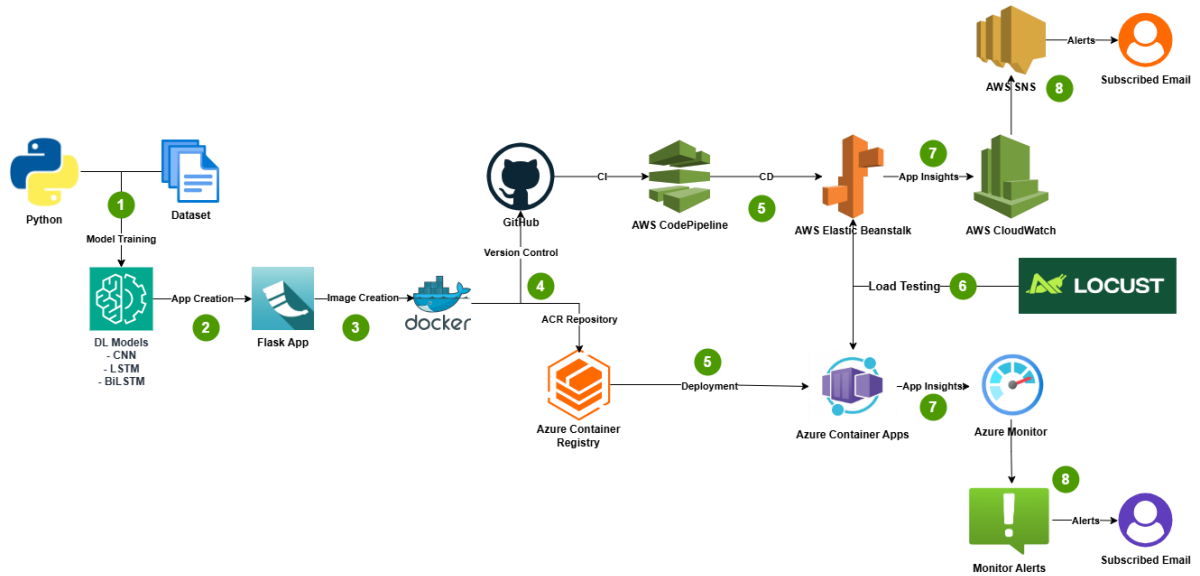 Alerts
Subscribed Email
AWS SNS
8
Python
1
Dataset
Model Training
GitHub
CI
AWS CodePipeline
CD
5
AWS Elastic Beanstalk
7
App Insights
AWS CloudWatch
Version Control
4
Load Testing
6
LOCUST
DL Models
- CNN
- LSTM
- BiLSTM
App Creation
2
Flask App
Image Creation
3
docker
ACR Repository
Azure Container
Registry
5
Deployment
Azure Container Apps
App Insights
7
Azure Monitor
8
Monitor Alerts
Alerts
Subscribed Email